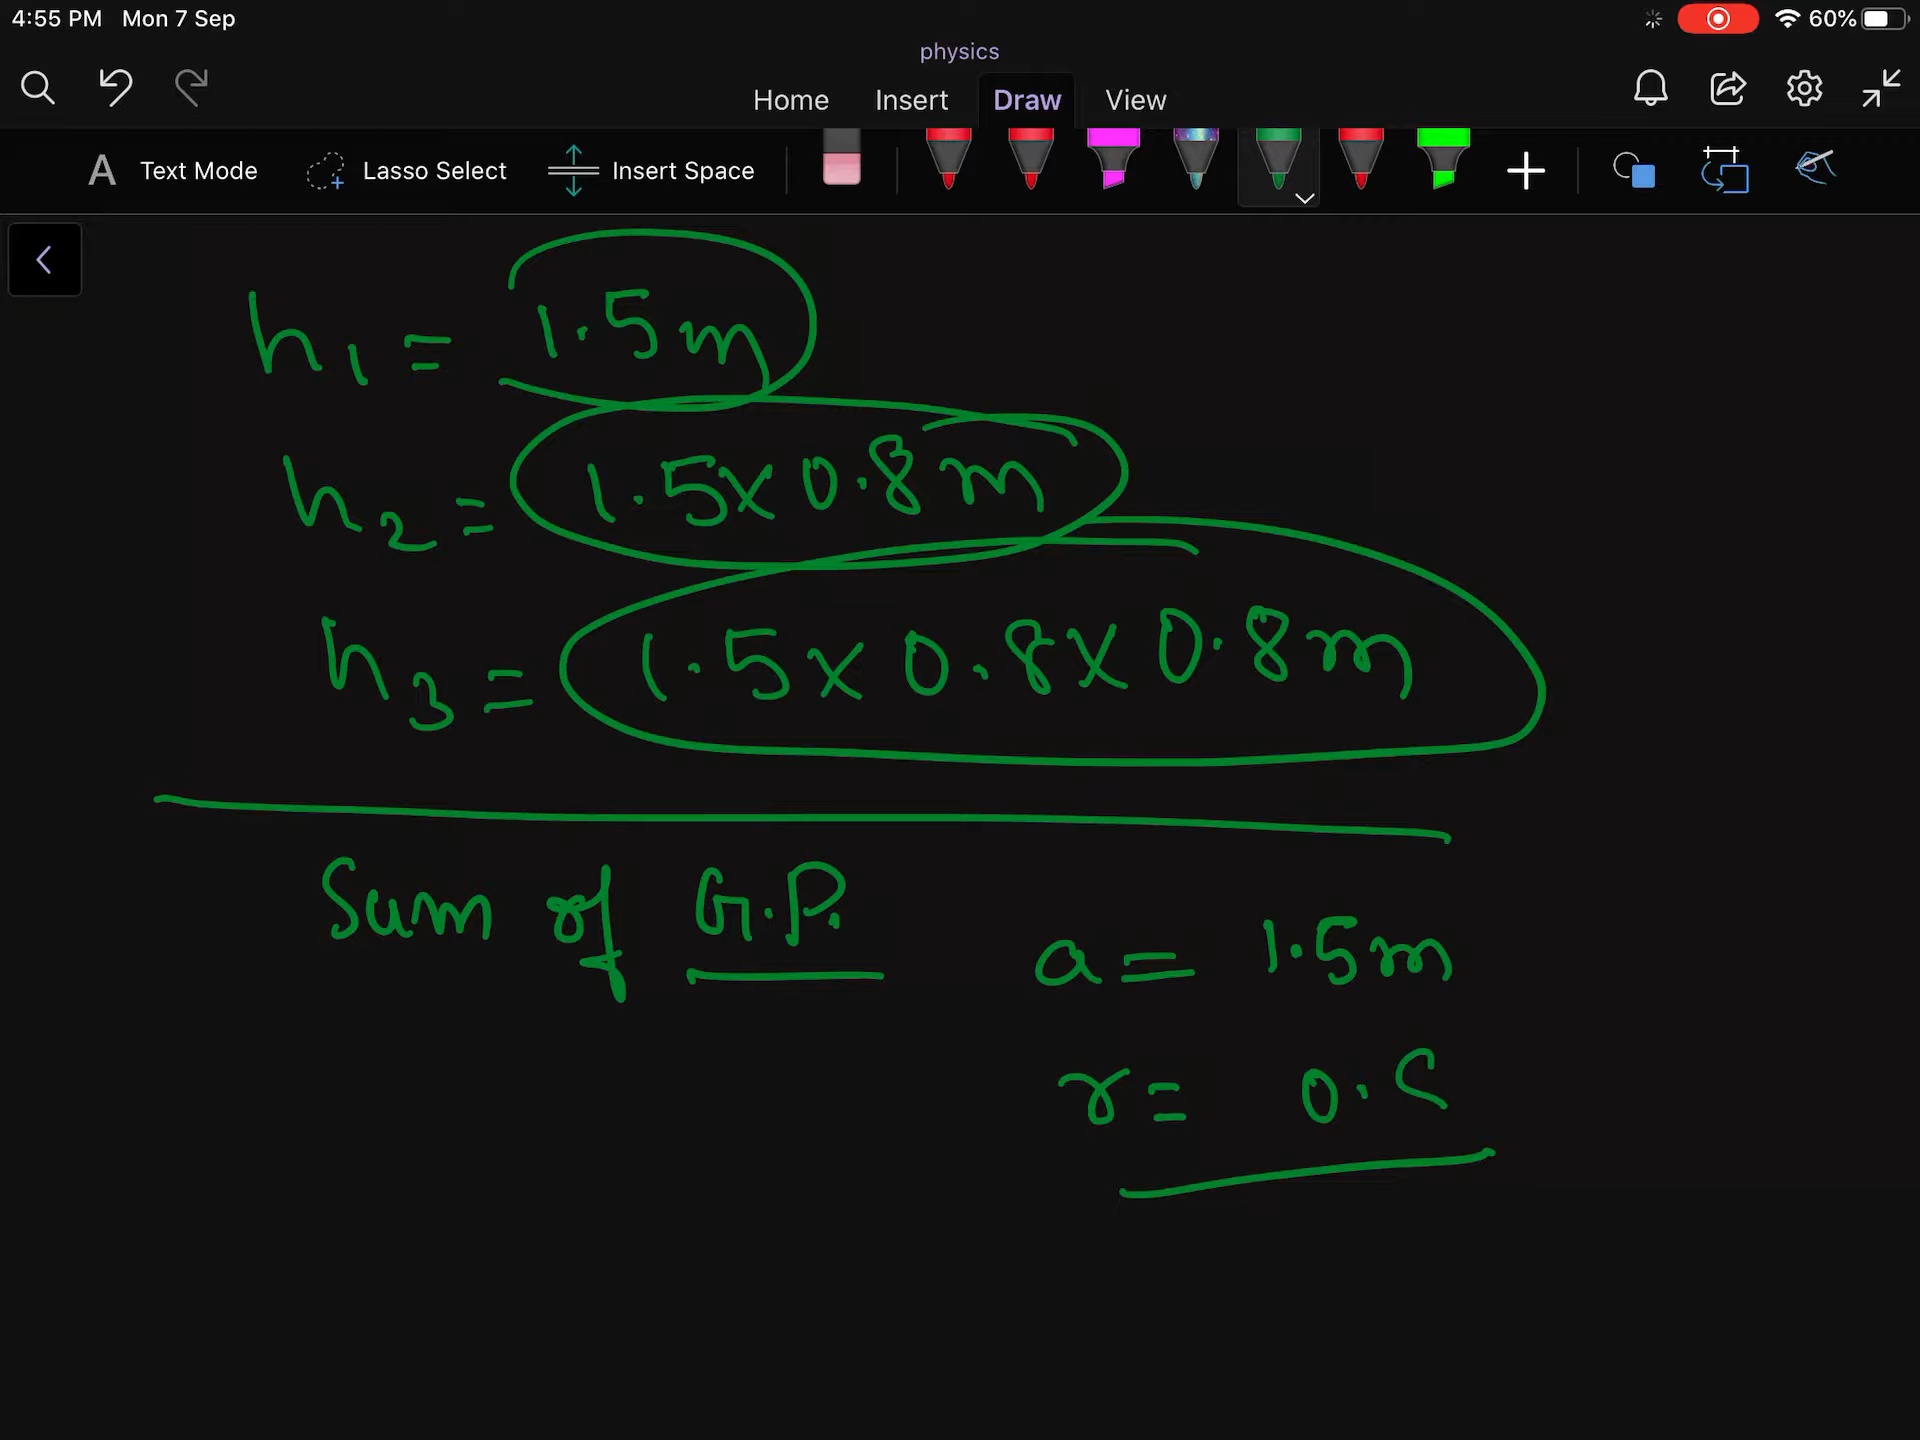 4:55 PM Mon 7 Sep 60%
physics
Home Insert Draw View
A Text Mode Lasso Select Insert Space
h1 = 1.5m
h2 = 1.5x0.8m
h3 = 1.5x0.8x0.8m
Sum of G.P.
a = 1.5m
r = 0.